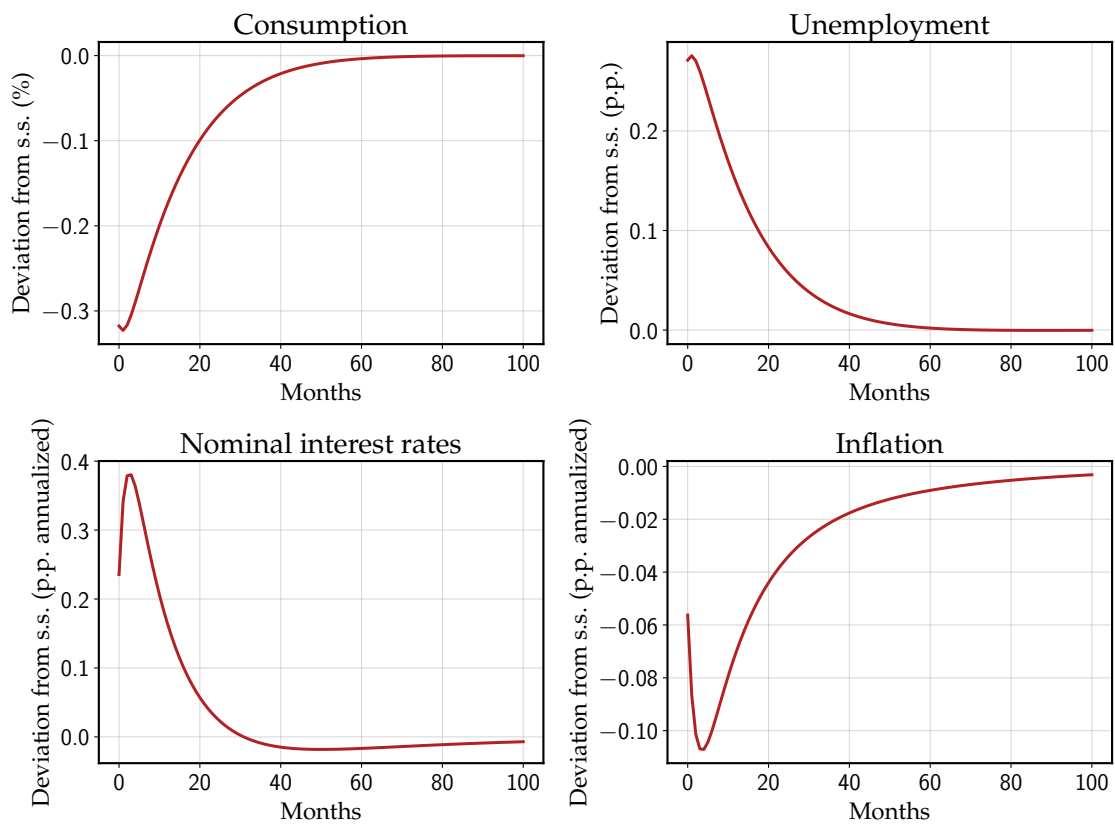 Consumption
Deviation from s.s. (%)
0.0
−0.1
−0.2
−0.3
0 20 40 60 80 100
Months
Unemployment
Deviation from s.s. (p.p.)
0.2
0.1
0.0
0 20 40 60 80 100
Months
Nominal interest rates
Deviation from s.s. (p.p. annualized)
0.4
0.3
0.2
0.1
0.0
0 20 40 60 80 100
Months
Inflation
Deviation from s.s. (p.p. annualized)
0.00
−0.02
−0.04
−0.06
−0.08
−0.10
0 20 40 60 80 100
Months